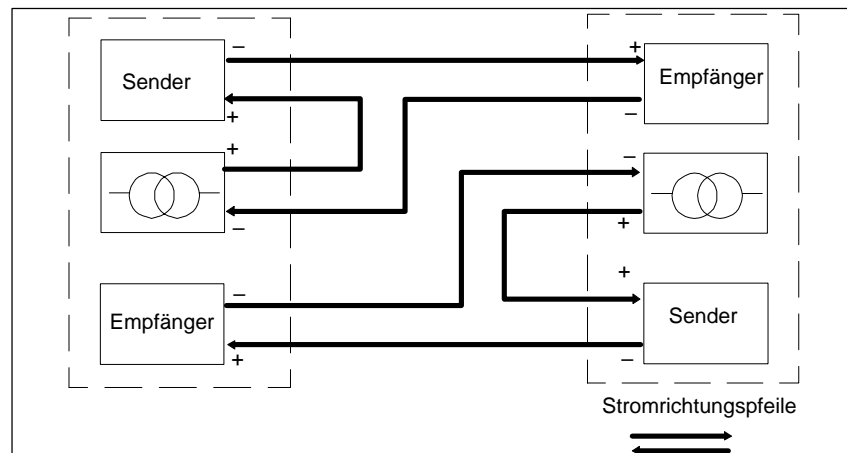 Sender
− +
+ −
Empfänger
+ −
− +
− +
Empfänger
+ −
Sender
Stromrichtungspfeile